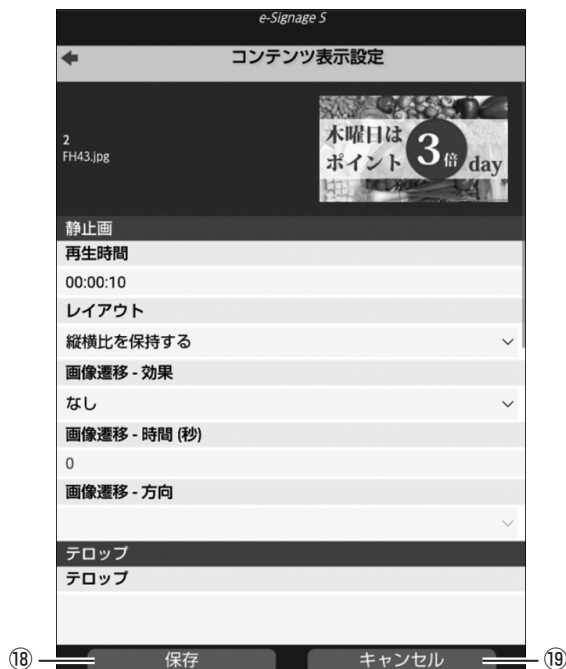 e-Signage S
コンテンツ表示設定
2
FH43.jpg
木曜日は
ポイント 3倍 day
静止画
再生時間
00:00:10
レイアウト
縦横比を保持する
画像遷移 - 効果
なし
画像遷移 - 時間 (秒)
0
画像遷移 - 方向
テロップ
テロップ
⑱ 保存 キャンセル ⑲